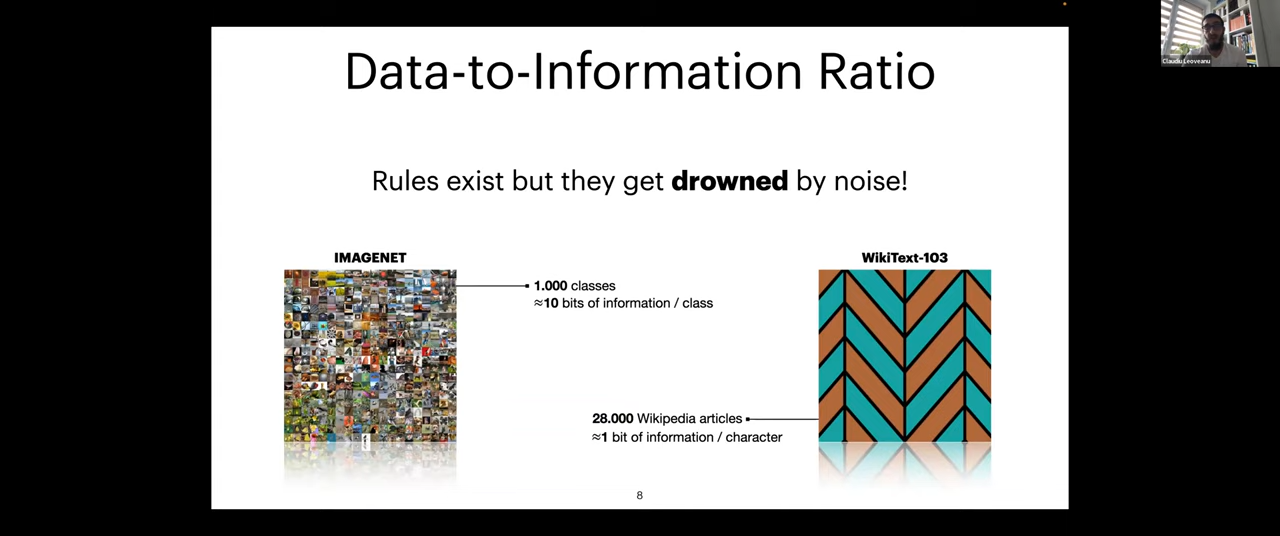 Data-to-Information Ratio
Claudiu Leoveanu
Rules exist but they get drowned by noise!
IMAGENET
1.000 classes
≈10 bits of information / class
WikiText-103
28.000 Wikipedia articles
≈1 bit of information / character
8